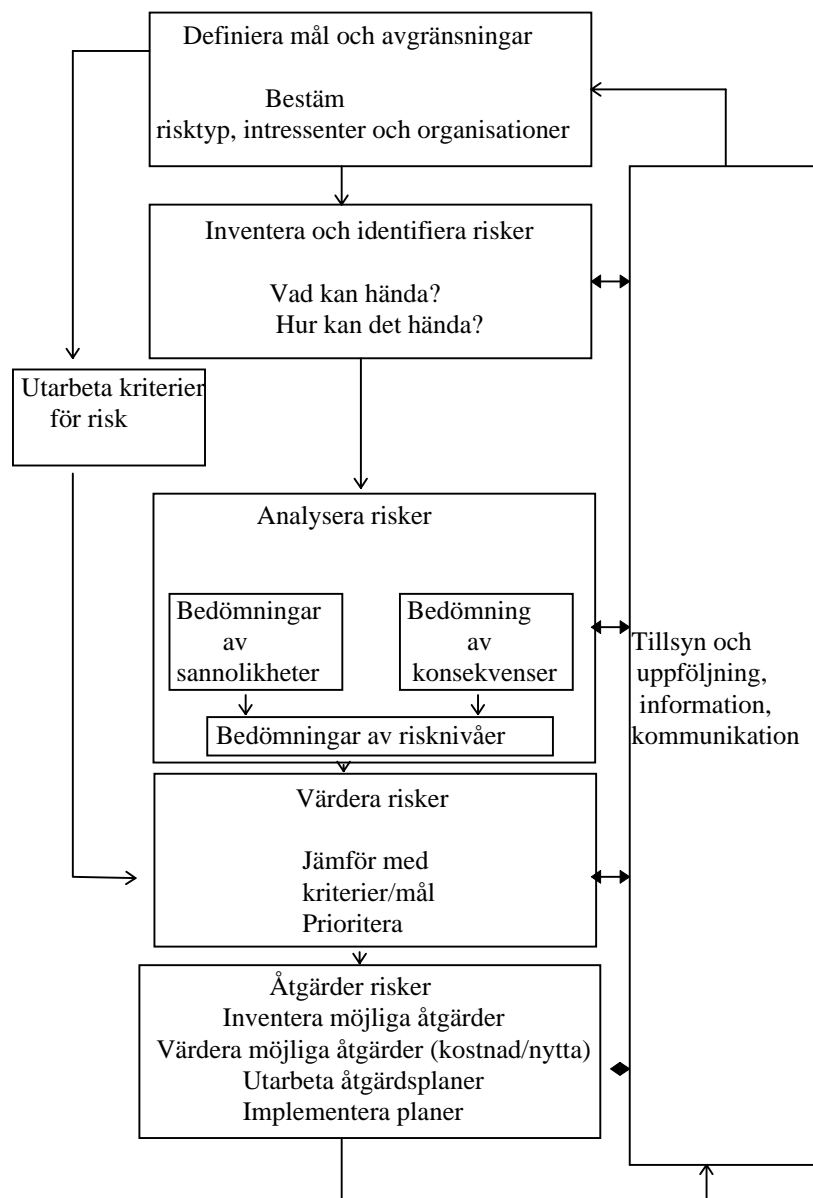 Definiera mål och avgränsningar
Bestäm
risktyp, intressenter och organisationer
Inventera och identifiera risker
Vad kan hända?
Hur kan det hända?
Utarbeta kriterier
för risk
Analysera risker
Bedömningar
av
sannolikheter
Bedömning
av
konsekvenser
Bedömningar av risknivåer
Tillsyn och
uppföljning,
information,
kommunikation
Värdera risker
Jämför med
kriterier/mål
Prioritera
Åtgärder risker
Inventera möjliga åtgärder
Värdera möjliga åtgärder (kostnad/nytta)
Utarbeta åtgärdsplaner
Implementera planer